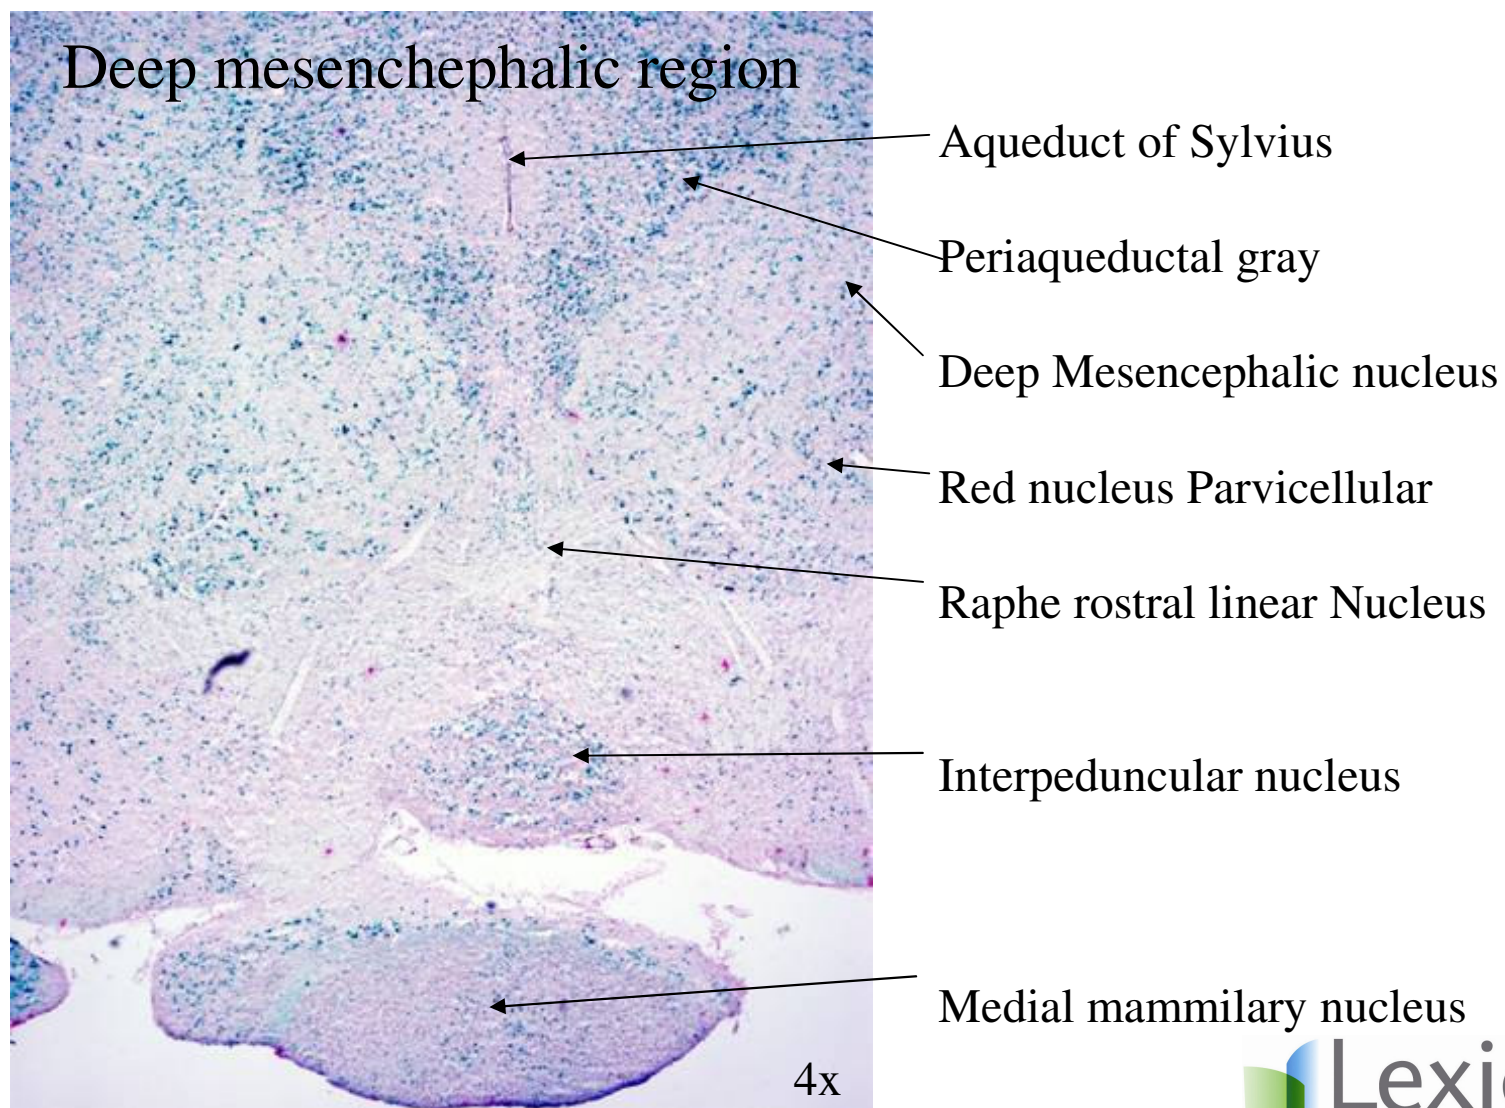 Deep mesenchephalic region
Aqueduct of Sylvius
Periaqueductal gray
Deep Mesencephalic nucleus
Red nucleus Parvicellular
Raphe rostral linear Nucleus
Interpeduncular nucleus
Medial mammilary nucleus
4x